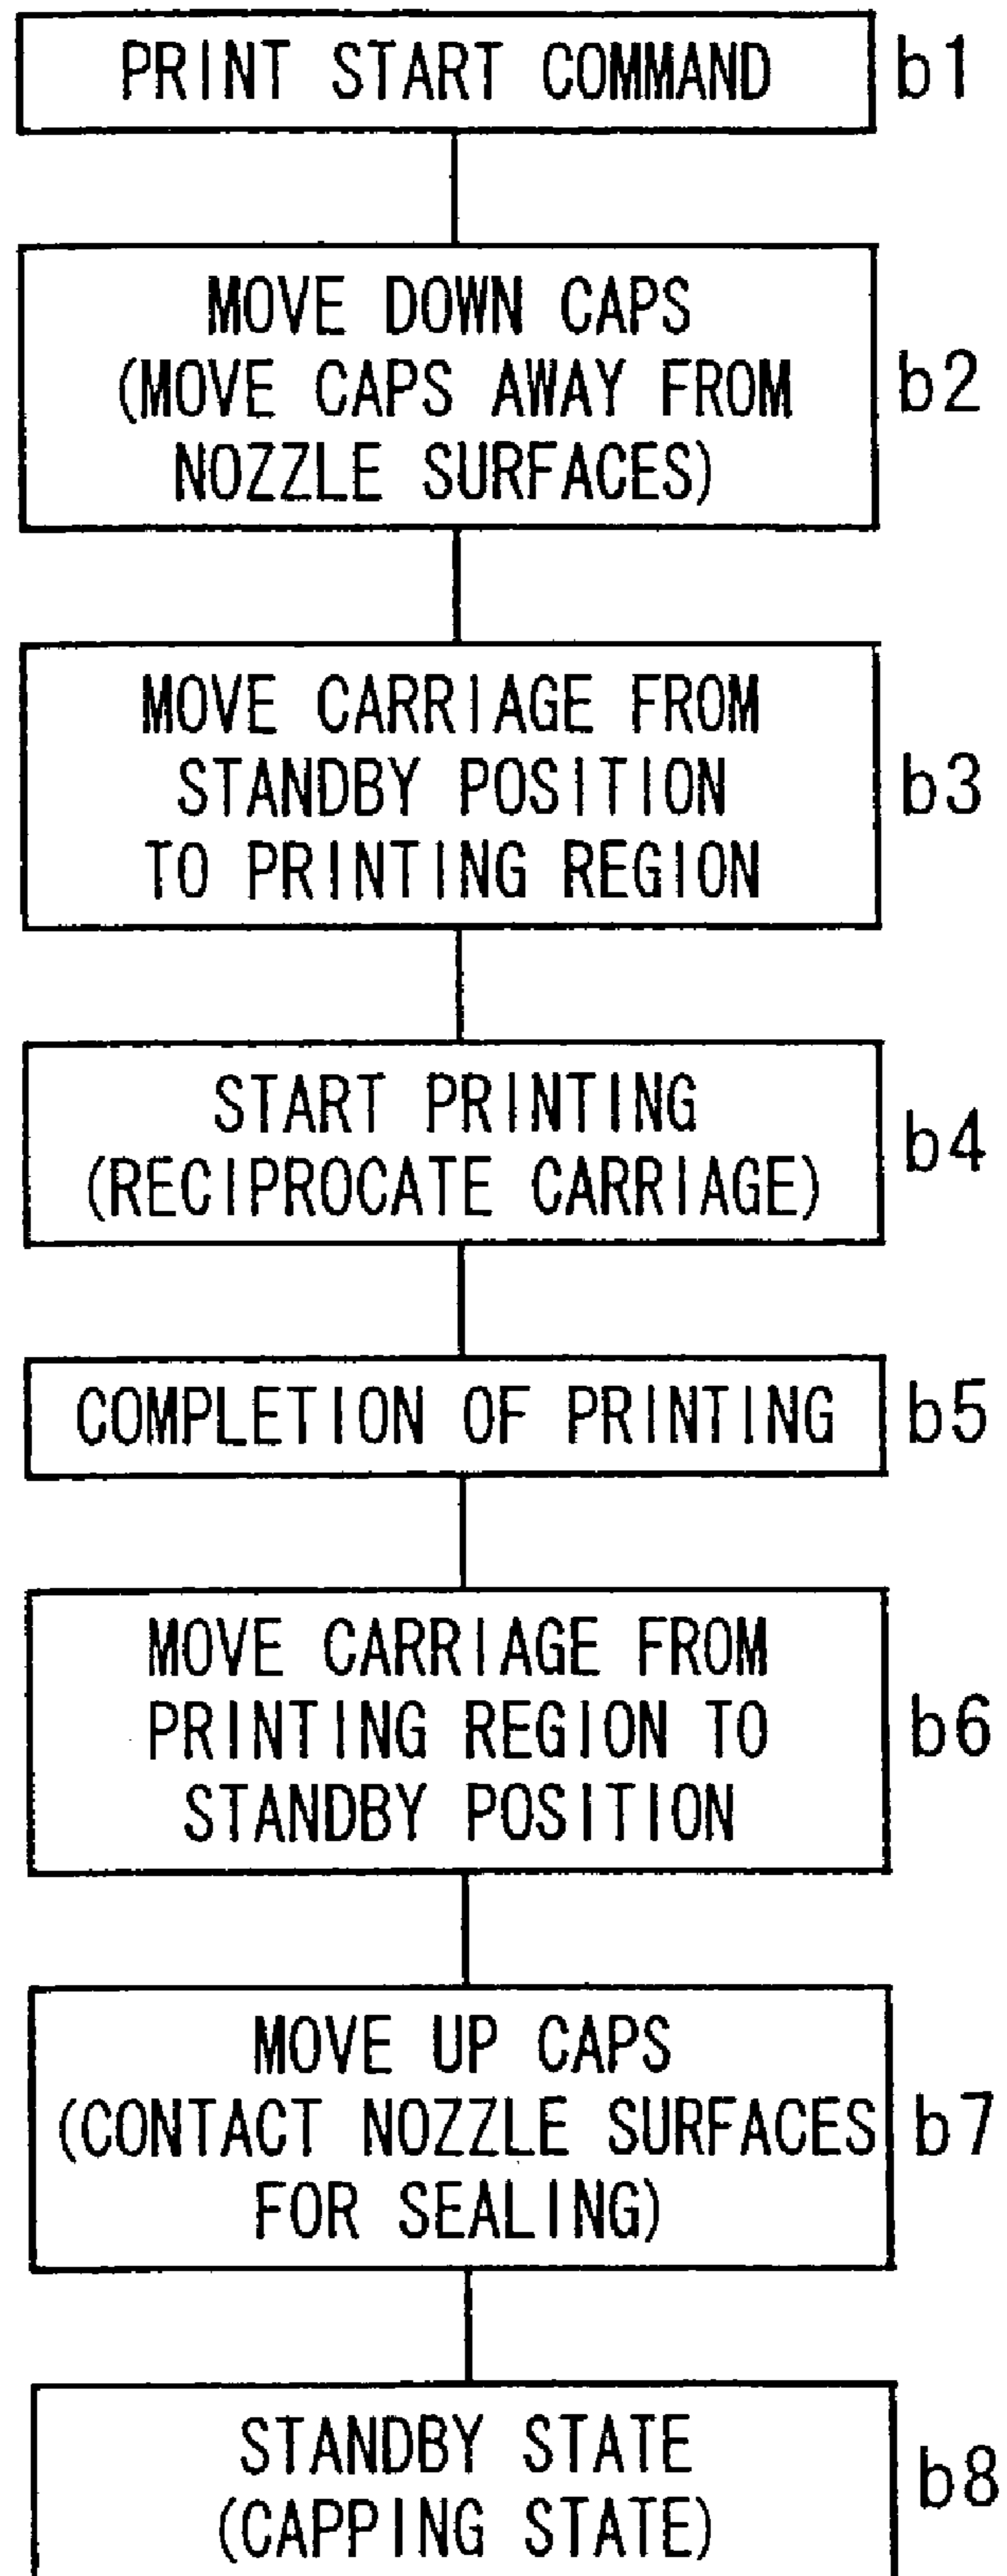 PRINT START COMMAND b1
MOVE DOWN CAPS
(MOVE CAPS AWAY FROM b2
NOZZLE SURFACES)
MOVE CARRIAGE FROM
STANDBY POSITION b3
TO PRINTING REGION
START PRINTING b4
(RECIPROCATE CARRIAGE)
COMPLETION OF PRINTING b5
MOVE CARRIAGE FROM
PRINTING REGION TO b6
STANDBY POSITION
MOVE UP CAPS
(CONTACT NOZZLE SURFACES b7
FOR SEALING)
STANDBY STATE b8
(CAPPING STATE)